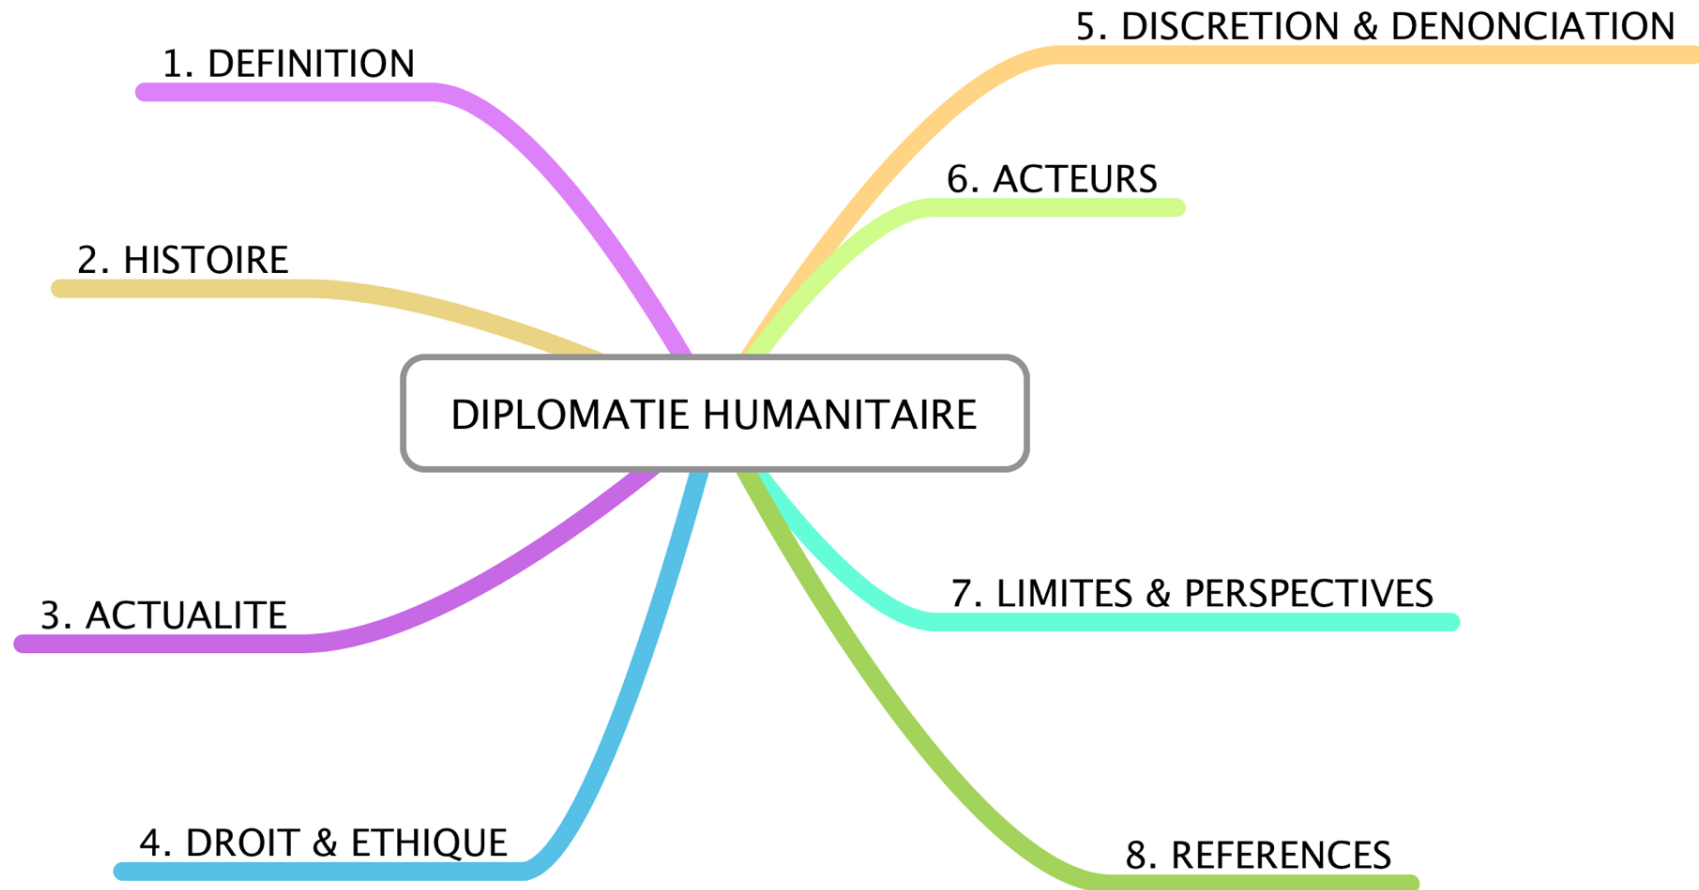 1. DEFINITION
2. HISTOIRE
3. ACTUALITE
4. DROIT & ETHIQUE
DIPLOMATIE HUMANITAIRE
5. DISCRETION & DENONCIATION
6. ACTEURS
7. LIMITES & PERSPECTIVES
8. REFERENCES